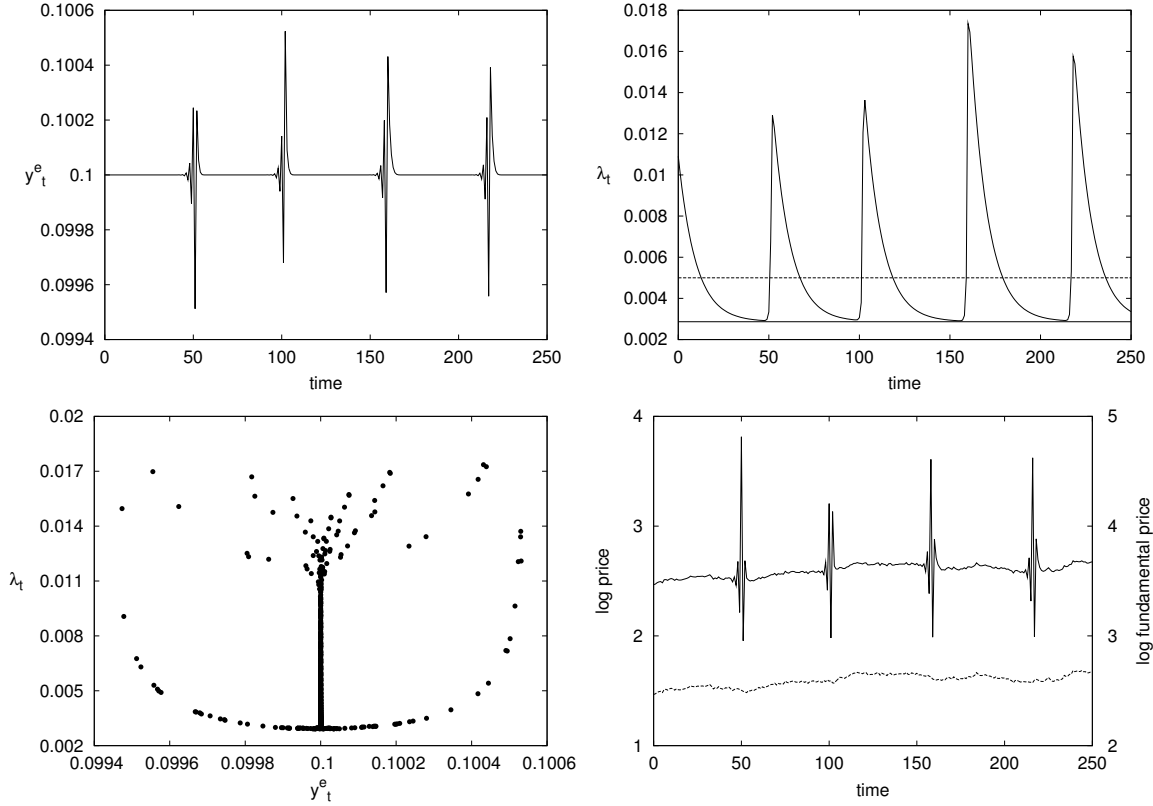 0.1006
0.1004
0.1002
0.1
0.0998
0.0996
0.0994
y^e_t
0 50 100 150 200 250
time
0.018
0.016
0.014
0.012
0.01
0.008
0.006
0.004
0.002
λ_t
0 50 100 150 200 250
time
0.02
0.017
0.014
0.011
0.008
0.005
0.002
λ_t
0.0994 0.0996 0.0998 0.1 0.1002 0.1004 0.1006
y^e_t
4
3
2
1
log price
5
4
3
2
log fundamental price
0 50 100 150 200 250
time